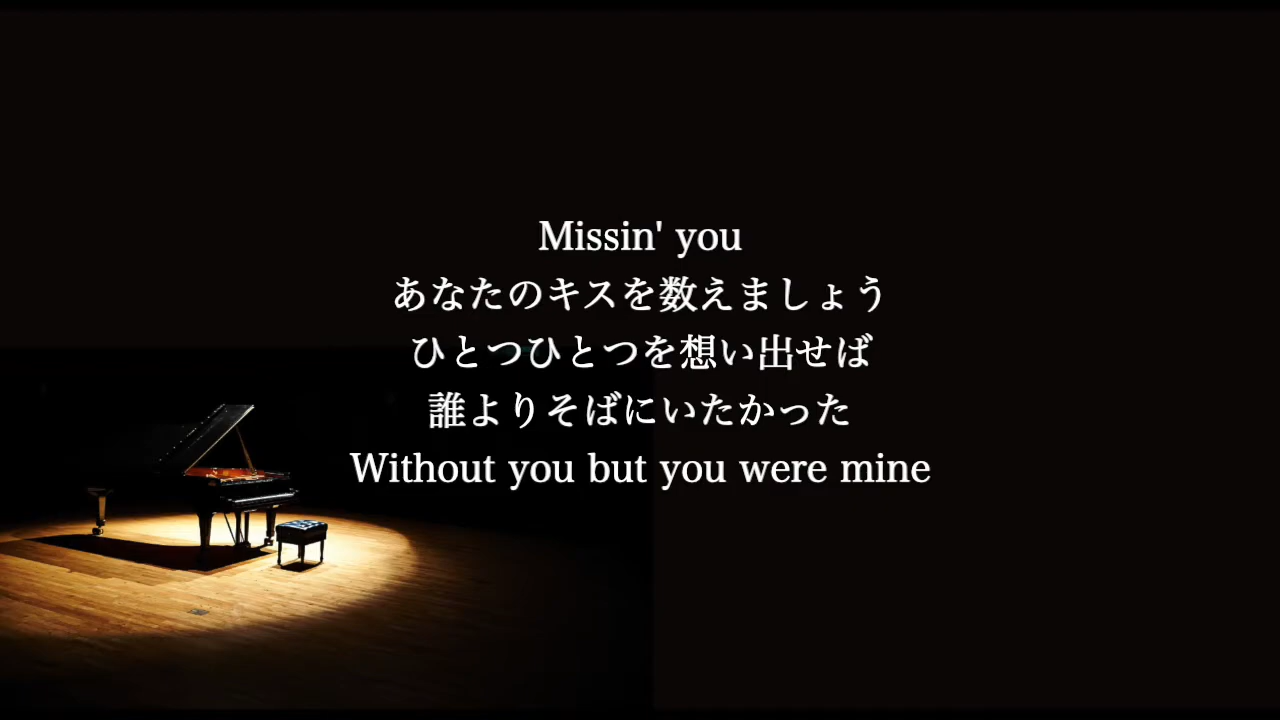 Missin' you
あなたのキスを数えましょう
ひとつひとつを想い出せば
誰よりそばにいたかった
Without you but you were mine